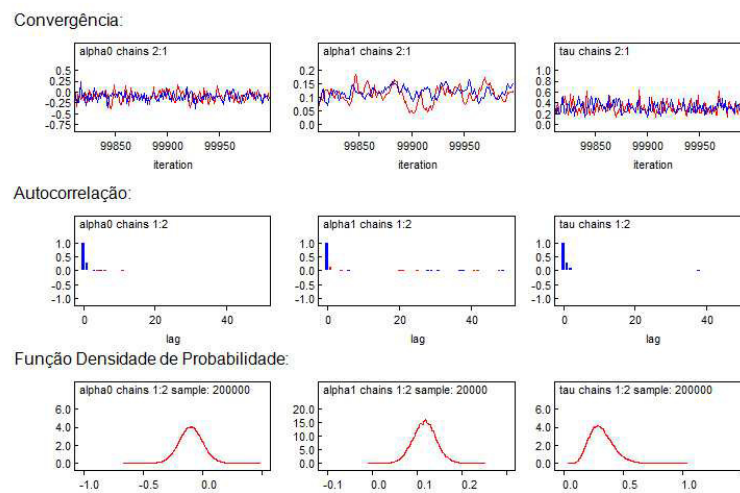 Convergência:
alpha0 chains 2:1
0.5
0.25
0.0
-0.25
-0.5
-0.75
99850 99900 99950
iteration
alpha1 chains 2:1
0.2
0.15
0.1
0.05
0.0
99850 99900 99950
iteration
tau chains 2:1
1.0
0.8
0.6
0.4
0.2
0.0
99850 99900 99950
iteration
Autocorrelação:
alpha0 chains 1:2
1.0
0.5
0.0
-0.5
-1.0
0 20 40
lag
alpha1 chains 1:2
1.0
0.5
0.0
-0.5
-1.0
0 20 40
lag
tau chains 1:2
1.0
0.5
0.0
-0.5
-1.0
0 20 40
lag
Função Densidade de Probabilidade:
alpha0 chains 1:2 sample: 200000
6.0
4.0
2.0
0.0
-1.0 -0.5 0.0
alpha1 chains 1:2 sample: 20000
20.0
15.0
10.0
5.0
0.0
-0.1 0.0 0.1 0.2
tau chains 1:2 sample: 200000
6.0
4.0
2.0
0.0
0.0 0.5 1.0